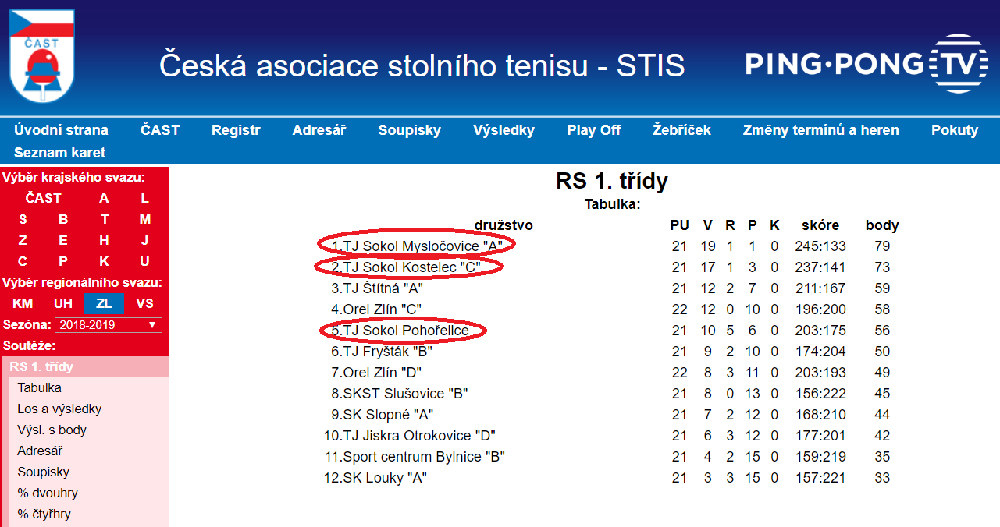 ČAST
Česká asociace stolního tenisu - STIS
PING·PONG TV
Úvodní strana ČAST Registr Adresář Soupisky Výsledky Play Off Žebříček Změny termínů a heren Pokuty
Seznam karet
Výběr krajského svazu:
ČAST A L
S B T M
Z E H J
C P K U
Výběr regionálního svazu:
KM UH ZL VS
Sezóna: 2018-2019
Soutěže:
RS 1. třídy
Tabulka
Los a výsledky
Výsl. s body
Adresář
Soupisky
% dvouhry
% čtyřhry
RS 1. třídy
Tabulka:
družstvo PU V R P K skóre body
1.TJ Sokol Mysločovice "A" 21 19 1 1 0 245:133 79
2.TJ Sokol Kostelec "C" 21 17 1 3 0 237:141 73
3.TJ Štítná "A" 21 12 2 7 0 211:167 59
4.Orel Zlín "C" 22 12 0 10 0 196:200 58
5.TJ Sokol Pohořelice 21 10 5 6 0 203:175 56
6.TJ Fryšták "B" 21 9 2 10 0 174:204 50
7.Orel Zlín "D" 22 8 3 11 0 203:193 49
8.SKST Slušovice "B" 21 8 0 13 0 156:222 45
9.SK Slopné "A" 21 7 2 12 0 168:210 44
10.TJ Jiskra Otrokovice "D" 21 6 3 12 0 177:201 42
11.Sport centrum Bylnice "B" 21 4 2 15 0 159:219 35
12.SK Louky "A" 21 3 3 15 0 157:221 33